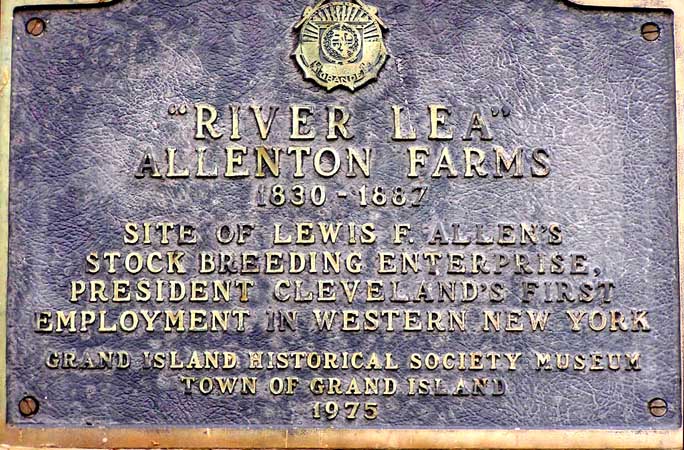 1830
"RIVER LEA"
ALLENTON FARMS
1830 - 1887
SITE OF LEWIS F. ALLEN'S
STOCK BREEDING ENTERPRISE,
PRESIDENT CLEVELAND'S FIRST
EMPLOYMENT IN WESTERN NEW YORK
GRAND ISLAND HISTORICAL SOCIETY MUSEUM
TOWN OF GRAND ISLAND
1975